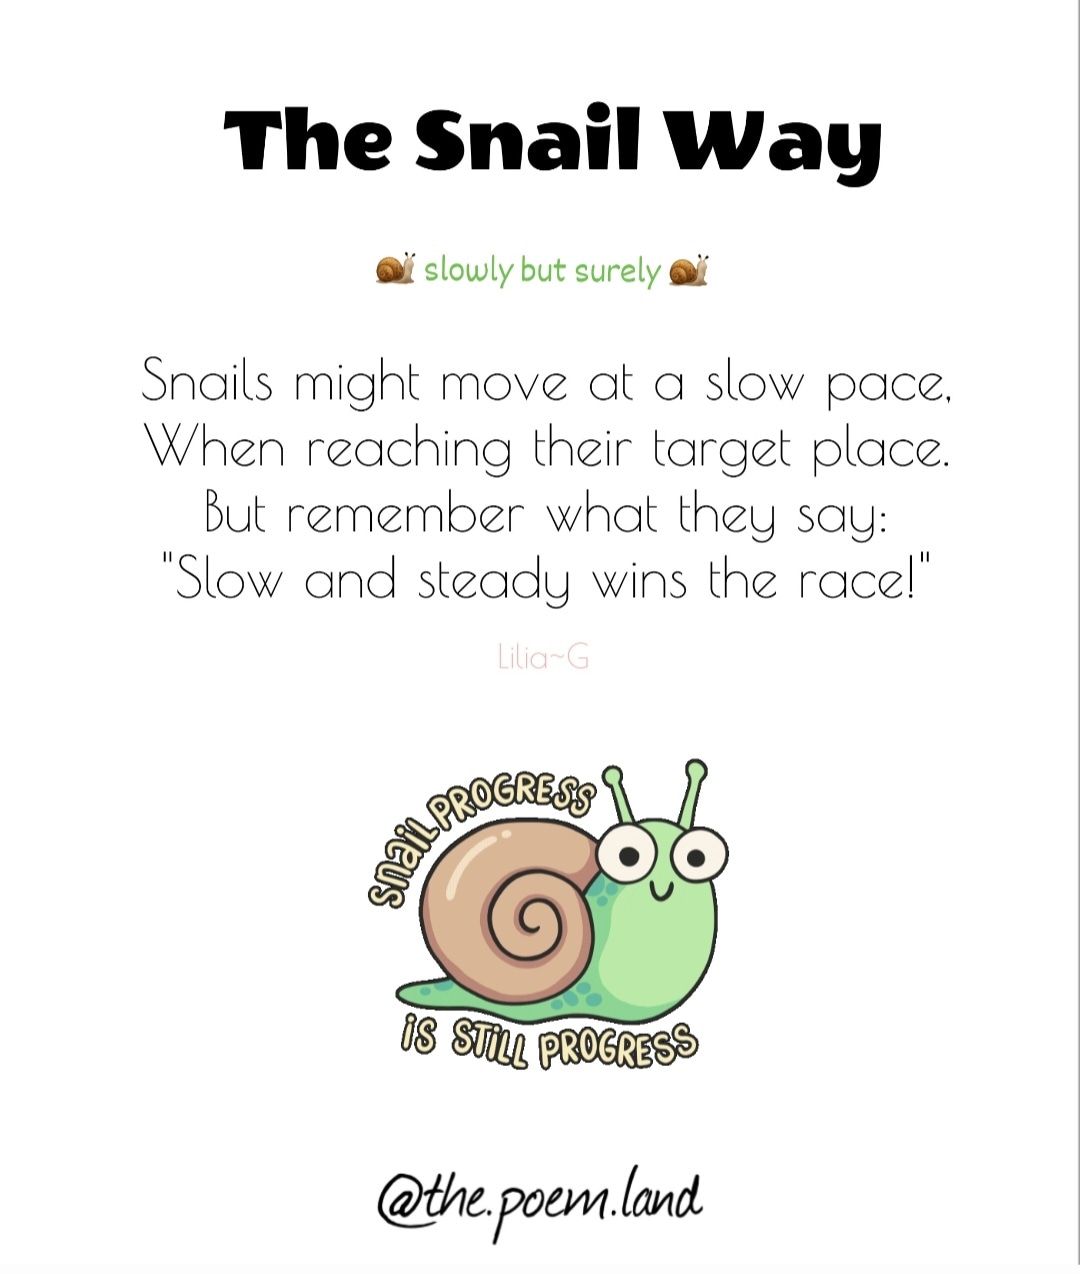 The Snail Way
🐌 slowly but surely 🐌
Snails might move at a slow pace,
When reaching their target place.
But remember what they say:
"Slow and steady wins the race!"
Lilia~G
SnaiL PROGRESS
iS STiLL PROGRESS
@the.poem.land